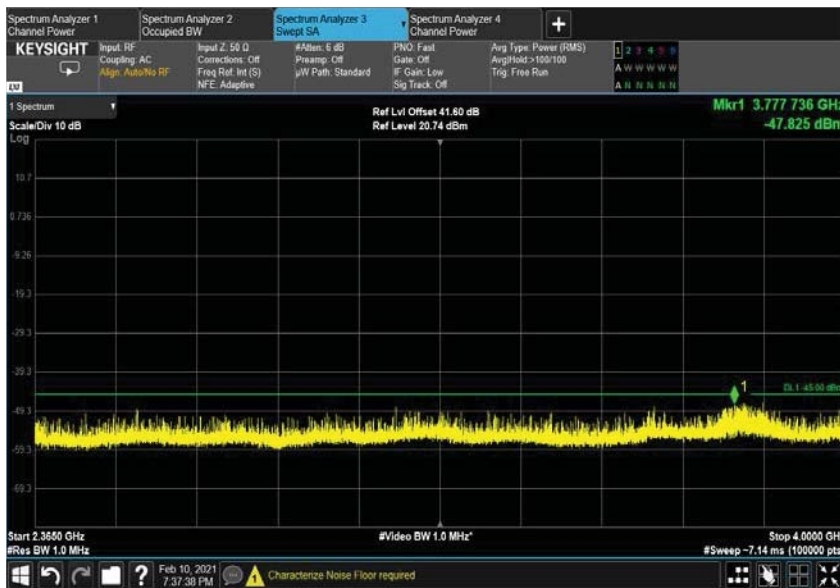 Spectrum Analyzer 1
Channel Power
Spectrum Analyzer 2
Occupied BW
Spectrum Analyzer 3
Swept SA
Spectrum Analyzer 4
Channel Power
KEYSIGHT
Input: RF
Coupling: AC
Align: Auto/No RF
Input Z: 50 Ω
Corrections: Off
Freq Ref: Int (S)
NFE: Adaptive
#Atten: 6 dB
Preamp: Off
µW Path: Standard
PNO: Fast
Gate: Off
IF Gain: Low
Sig Track: Off
Avg Type: Power (RMS)
Avg|Hold:>100/100
Trig: Free Run
1 2 3 4 5 6
A W W W W W
A N N N N N
LXI
1 Spectrum
Scale/Div 10 dB
Log
Ref Lvl Offset 41.60 dB
Ref Level 20.74 dBm
Mkr1 3.777 736 GHz
-47.825 dBm
10.7
0.736
-9.26
-19.3
-29.3
-39.3
-49.3
-59.3
-69.3
1
DL1 -45.00 dBm
Start 2.3650 GHz
#Res BW 1.0 MHz
#Video BW 1.0 MHz*
Stop 4.0000 GHz
#Sweep ~7.14 ms (100000 pts
Feb 10, 2021
7:37:38 PM
Characterize Noise Floor required